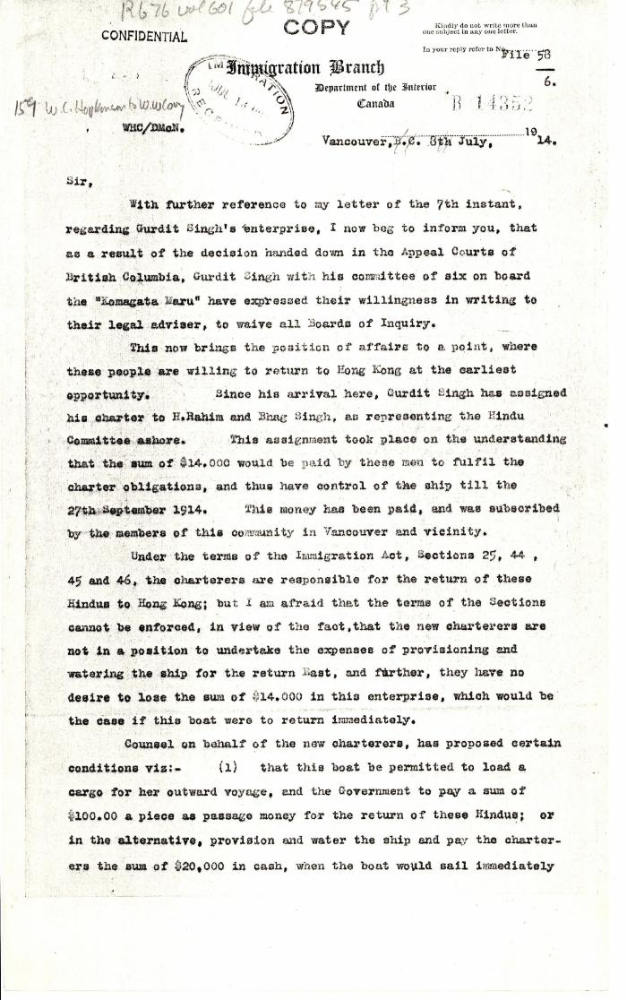 R676 vol 601 file 879545 pt 3
CONFIDENTIAL
COPY
Kindly do not write more than
one subject in any one letter.
In your reply refer to No.
File 58
6.
Immigration Branch
Department of the Interior
Canada
B 14352
IMMIGRATION
JUL 14
159 W.C. Hopkinson to W.W. Cory
WHC/DMcN.
Vancouver, B.C. 8th July, 1914.
Sir,
With further reference to my letter of the 7th instant,
regarding Gurdit Singh's enterprise, I now beg to inform you, that
as a result of the decision handed down in the Appeal Courts of
British Columbia, Gurdit Singh with his committee of six on board
the "Komagata Maru" have expressed their willingness in writing to
their legal adviser, to waive all Boards of Inquiry.
This now brings the position of affairs to a point, where
these people are willing to return to Hong Kong at the earliest
opportunity. Since his arrival here, Gurdit Singh has assigned
his charter to H.Rahim and Bhag Singh, as representing the Hindu
Committee ashore. This assignment took place on the understanding
that the sum of $14.000 would be paid by these men to fulfil the
charter obligations, and thus have control of the ship till the
27th September 1914. This money has been paid, and was subscribed
by the members of this community in Vancouver and vicinity.
Under the terms of the Immigration Act, Sections 25, 44 ,
45 and 46, the charterers are responsible for the return of these
Hindus to Hong Kong; but I am afraid that the terms of the Sections
cannot be enforced, in view of the fact,that the new charterers are
not in a position to undertake the expenses of provisioning and
watering the ship for the return East, and further, they have no
desire to lose the sum of $14.000 in this enterprise, which would be
the case if this boat were to return immediately.
Counsel on behalf of the new charterers, has proposed certain
conditions viz:- (1) that this boat be permitted to load a
cargo for her outward voyage, and the Government to pay a sum of
$100.00 a piece as passage money for the return of these Hindus; or
in the alternative, provision and water the ship and pay the charter-
ers the sum of $20,000 in cash, when the boat would sail immediately